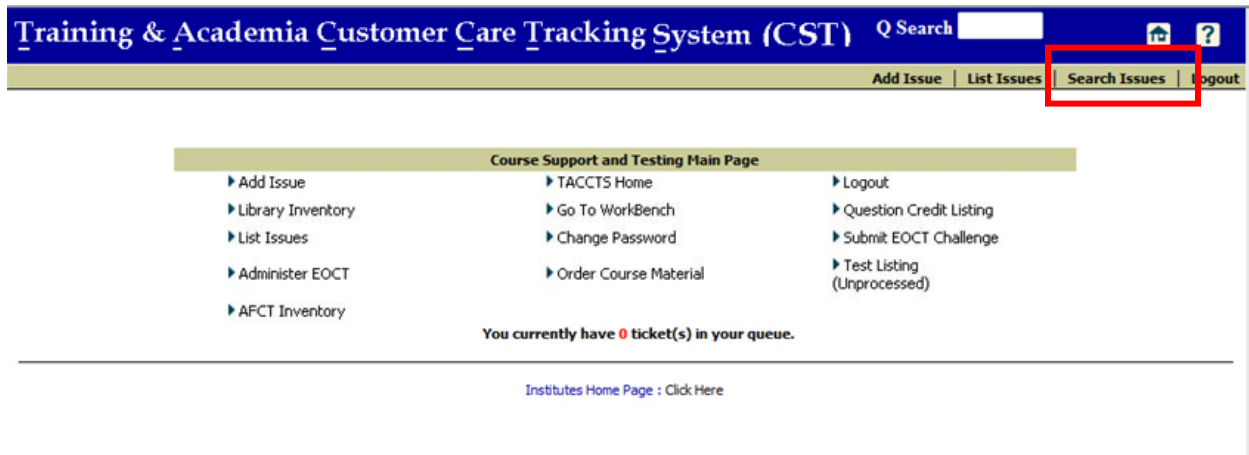 Training & Academia Customer Care Tracking System (CST) Q Search
Add Issue | List Issues | Search Issues | Logout
Course Support and Testing Main Page
Add Issue TACCTS Home Logout
Library Inventory Go To WorkBench Question Credit Listing
List Issues Change Password Submit EOCT Challenge
Administer EOCT Order Course Material Test Listing
(Unprocessed)
AFCT Inventory
You currently have 0 ticket(s) in your queue.
Institutes Home Page : Click Here